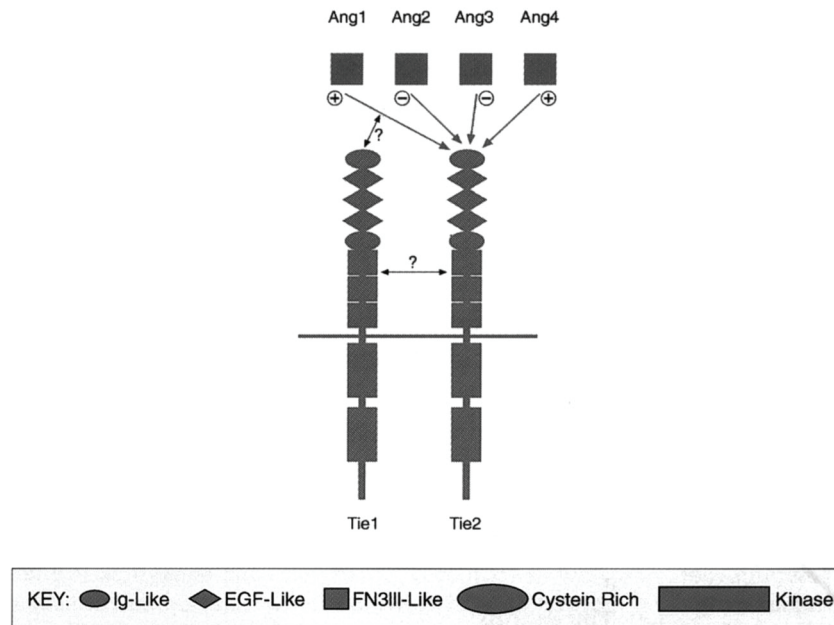 Ang1 Ang2 Ang3 Ang4
+ − − +
?
?
Tie1 Tie2
KEY: Ig-Like EGF-Like FN3III-Like Cystein Rich Kinase